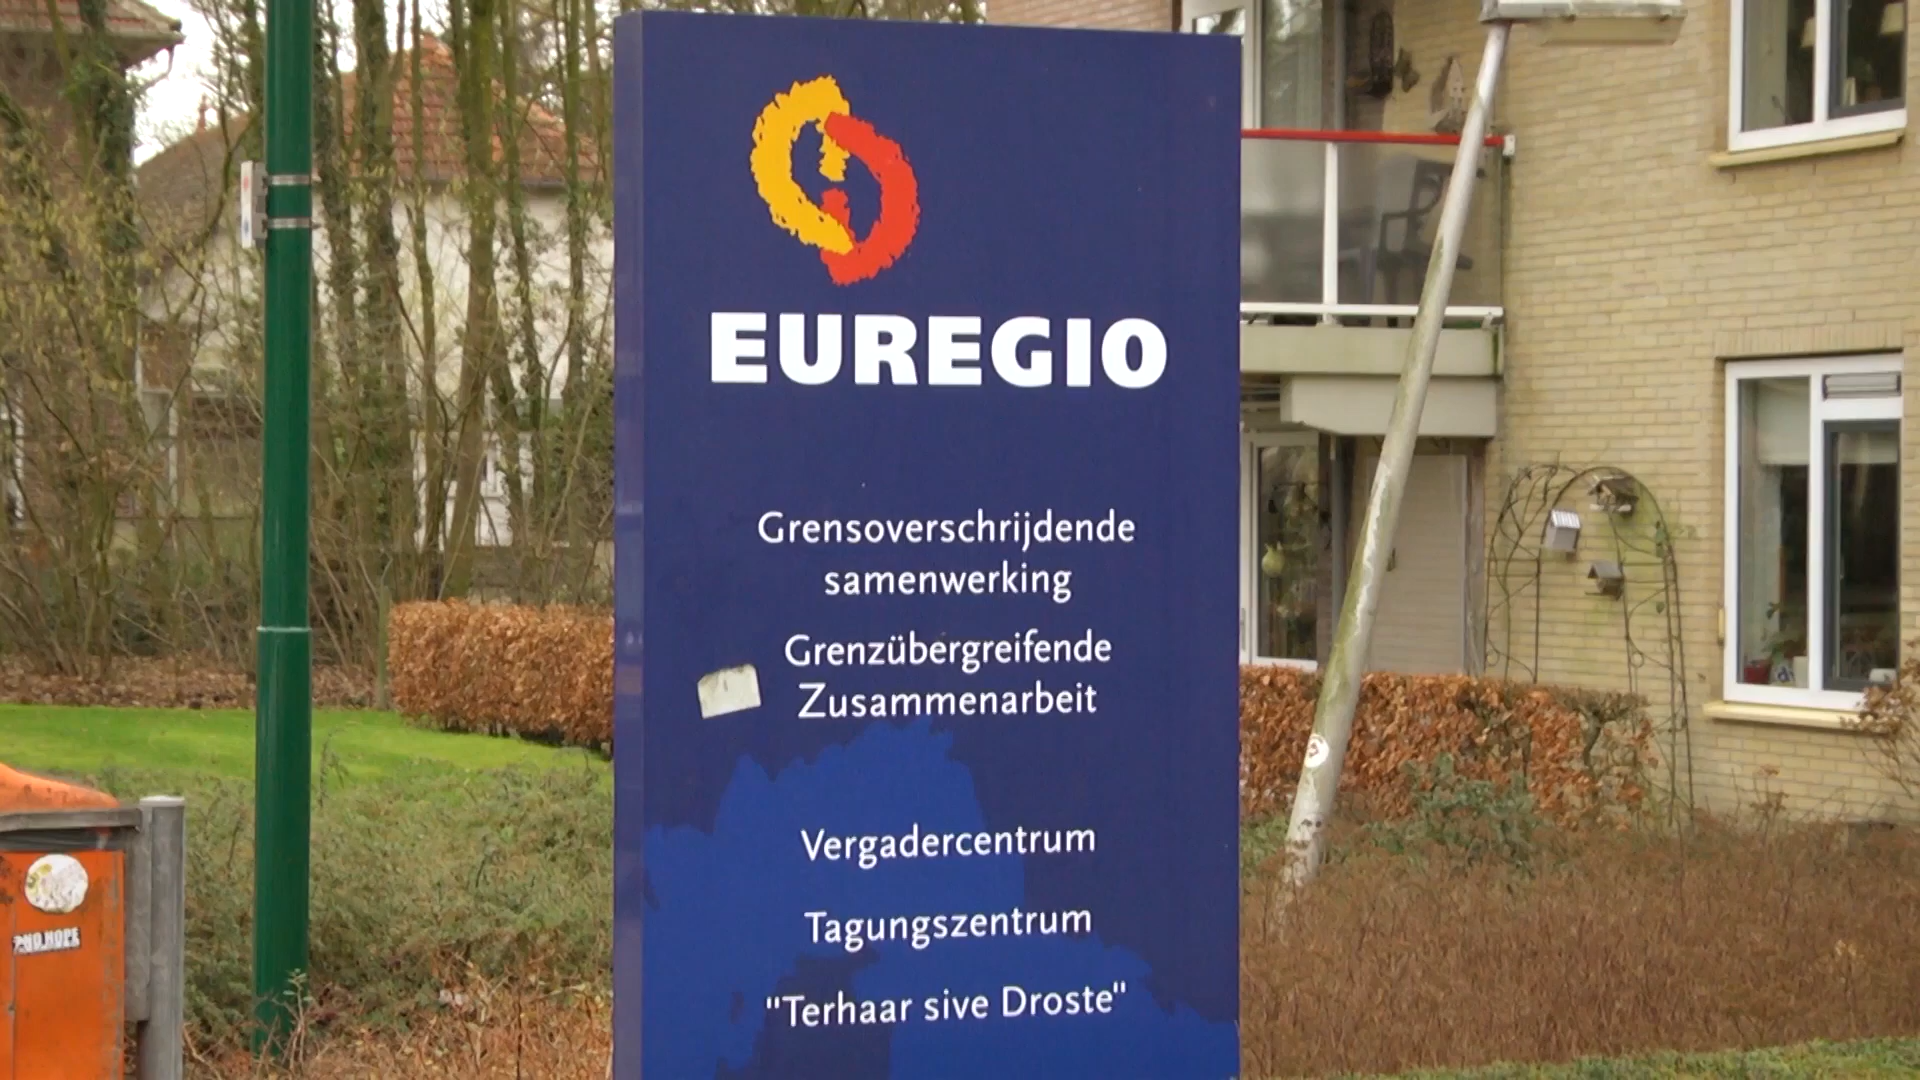 EUREGIO
Grensoverschrijdende
samenwerking
Grenzübergreifende
Zusammenarbeit
Vergadercentrum
Tagungszentrum
"Terhaar sive Droste"